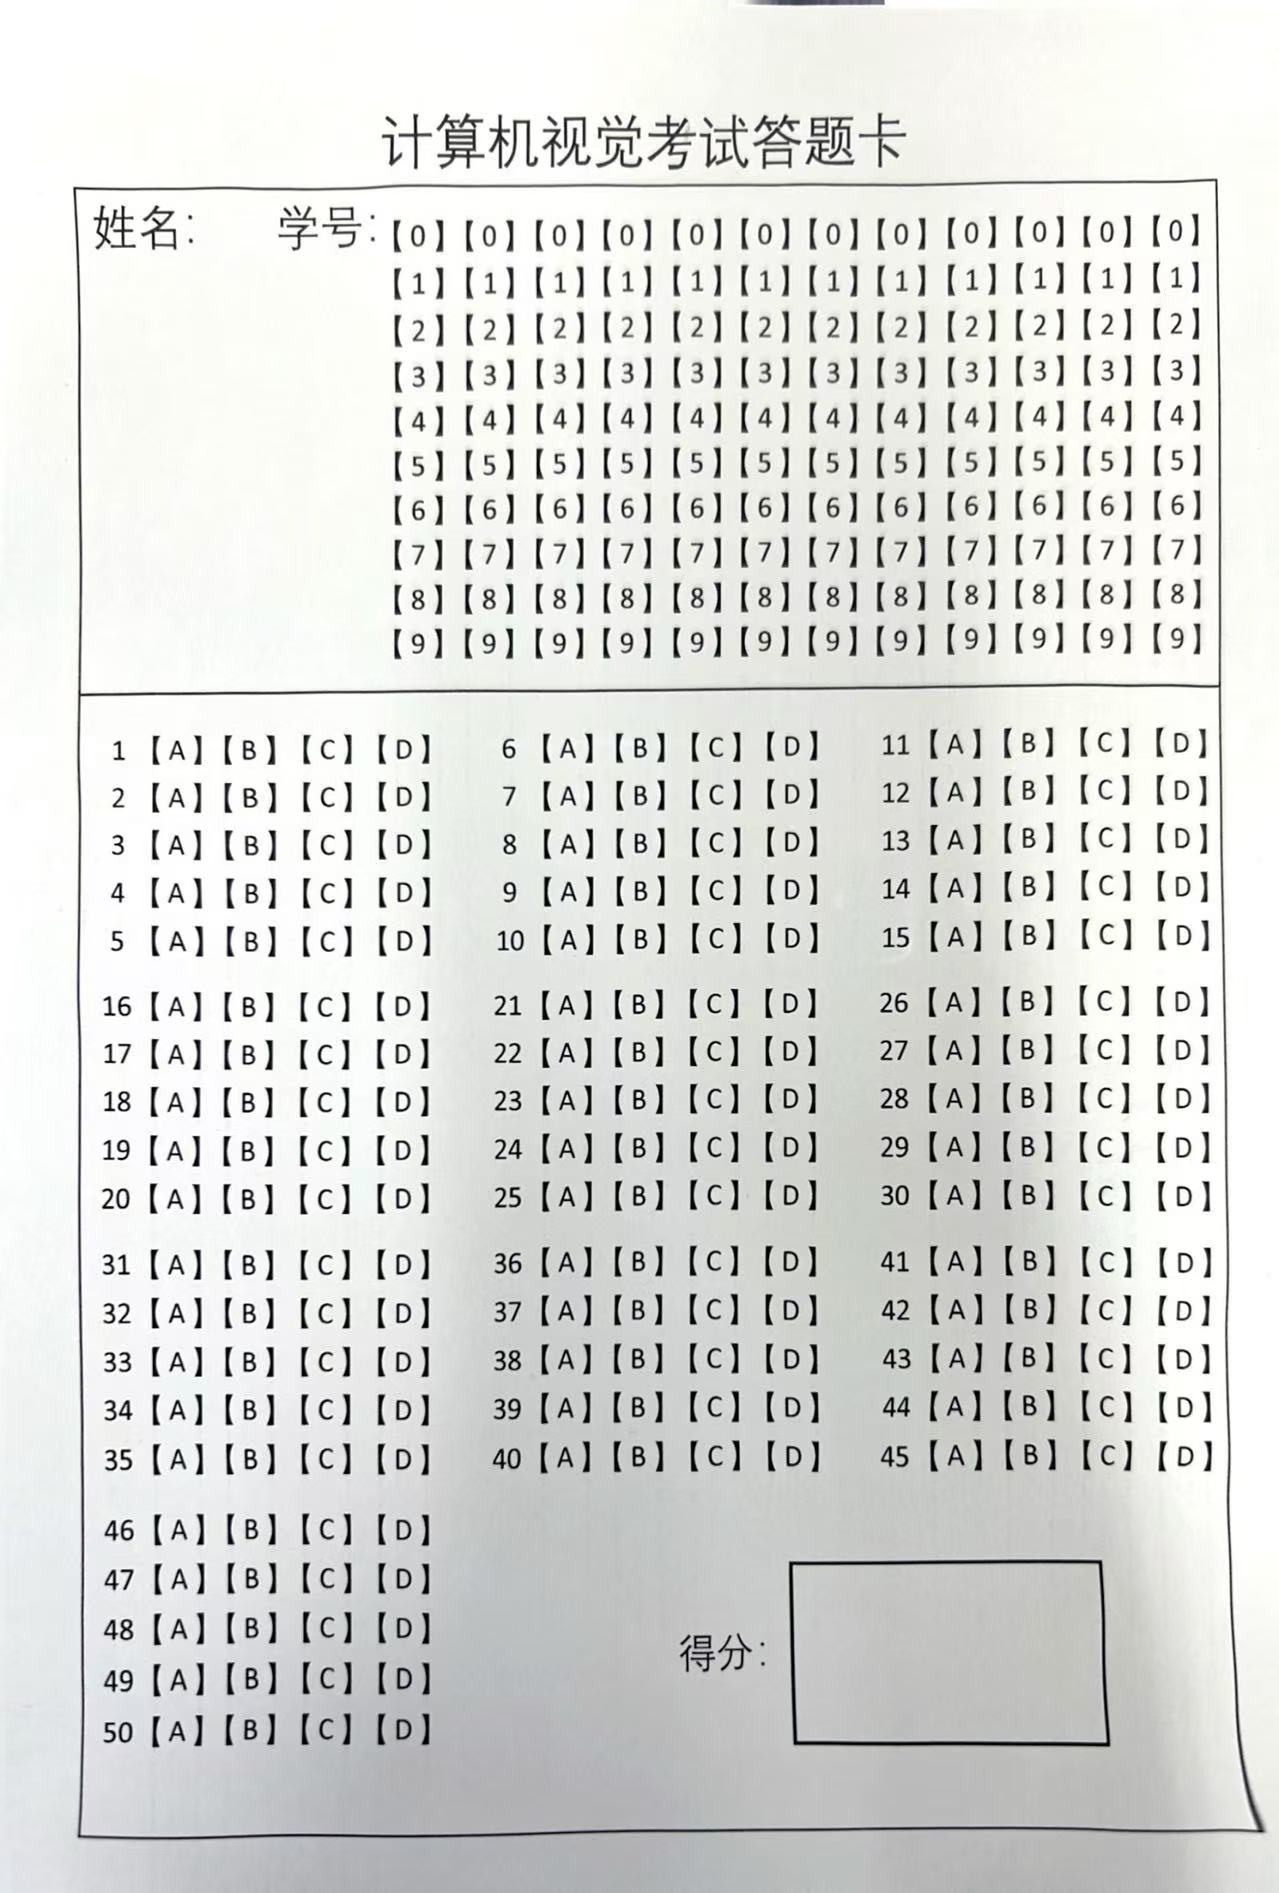 计算机视觉考试答题卡
姓名: 学号:【0】【0】【0】【0】【0】【0】【0】【0】【0】【0】【0】【0】
【1】【1】【1】【1】【1】【1】【1】【1】【1】【1】【1】【1】
【2】【2】【2】【2】【2】【2】【2】【2】【2】【2】【2】【2】
【3】【3】【3】【3】【3】【3】【3】【3】【3】【3】【3】【3】
【4】【4】【4】【4】【4】【4】【4】【4】【4】【4】【4】【4】
【5】【5】【5】【5】【5】【5】【5】【5】【5】【5】【5】【5】
【6】【6】【6】【6】【6】【6】【6】【6】【6】【6】【6】【6】
【7】【7】【7】【7】【7】【7】【7】【7】【7】【7】【7】【7】
【8】【8】【8】【8】【8】【8】【8】【8】【8】【8】【8】【8】
【9】【9】【9】【9】【9】【9】【9】【9】【9】【9】【9】【9】
1 【A】【B】【C】【D】 6 【A】【B】【C】【D】 11【A】【B】【C】【D】
2 【A】【B】【C】【D】 7 【A】【B】【C】【D】 12【A】【B】【C】【D】
3 【A】【B】【C】【D】 8 【A】【B】【C】【D】 13【A】【B】【C】【D】
4 【A】【B】【C】【D】 9 【A】【B】【C】【D】 14【A】【B】【C】【D】
5 【A】【B】【C】【D】 10【A】【B】【C】【D】 15【A】【B】【C】【D】
16【A】【B】【C】【D】 21【A】【B】【C】【D】 26【A】【B】【C】【D】
17【A】【B】【C】【D】 22【A】【B】【C】【D】 27【A】【B】【C】【D】
18【A】【B】【C】【D】 23【A】【B】【C】【D】 28【A】【B】【C】【D】
19【A】【B】【C】【D】 24【A】【B】【C】【D】 29【A】【B】【C】【D】
20【A】【B】【C】【D】 25【A】【B】【C】【D】 30【A】【B】【C】【D】
31【A】【B】【C】【D】 36【A】【B】【C】【D】 41【A】【B】【C】【D】
32【A】【B】【C】【D】 37【A】【B】【C】【D】 42【A】【B】【C】【D】
33【A】【B】【C】【D】 38【A】【B】【C】【D】 43【A】【B】【C】【D】
34【A】【B】【C】【D】 39【A】【B】【C】【D】 44【A】【B】【C】【D】
35【A】【B】【C】【D】 40【A】【B】【C】【D】 45【A】【B】【C】【D】
46【A】【B】【C】【D】
47【A】【B】【C】【D】
48【A】【B】【C】【D】
49【A】【B】【C】【D】
50【A】【B】【C】【D】
得分: